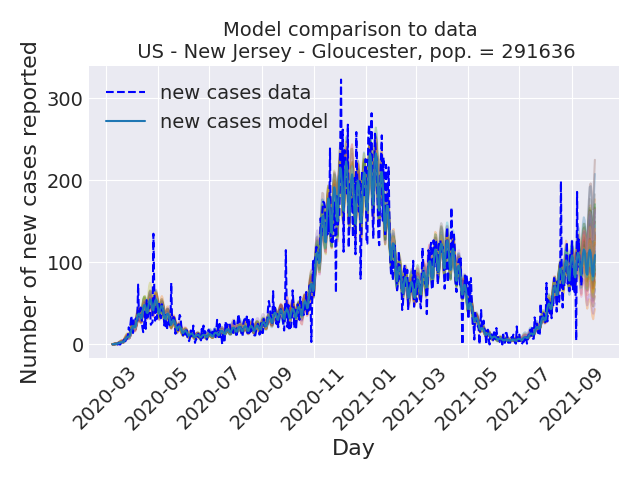 Model comparison to data
US - New Jersey - Gloucester, pop. = 291636
new cases data
new cases model
Number of new cases reported
300
200
100
0
2020-03
2020-05
2020-07
2020-09
2020-11
2021-01
2021-03
2021-05
2021-07
2021-09
Day